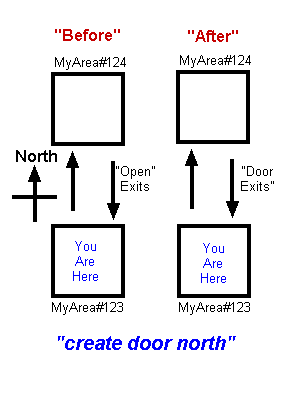 "Before"
"After"
MyArea#124
MyArea#124
North
"Open"
Exits
"Door
Exits"
You
Are
Here
You
Are
Here
MyArea#123
MyArea#123
"create door north"